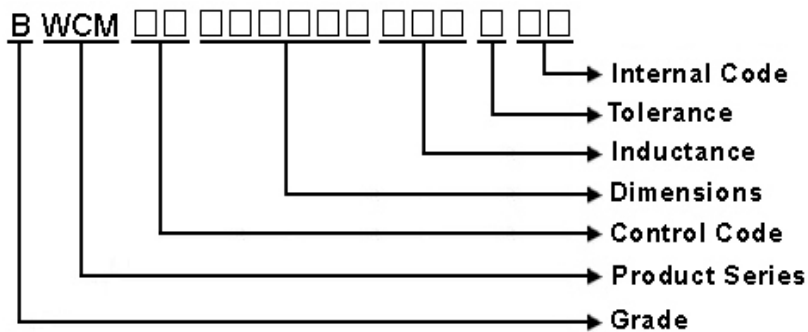 B WCM □□ □□□□□□ □□□ □ □□
Internal Code
Tolerance
Inductance
Dimensions
Control Code
Product Series
Grade